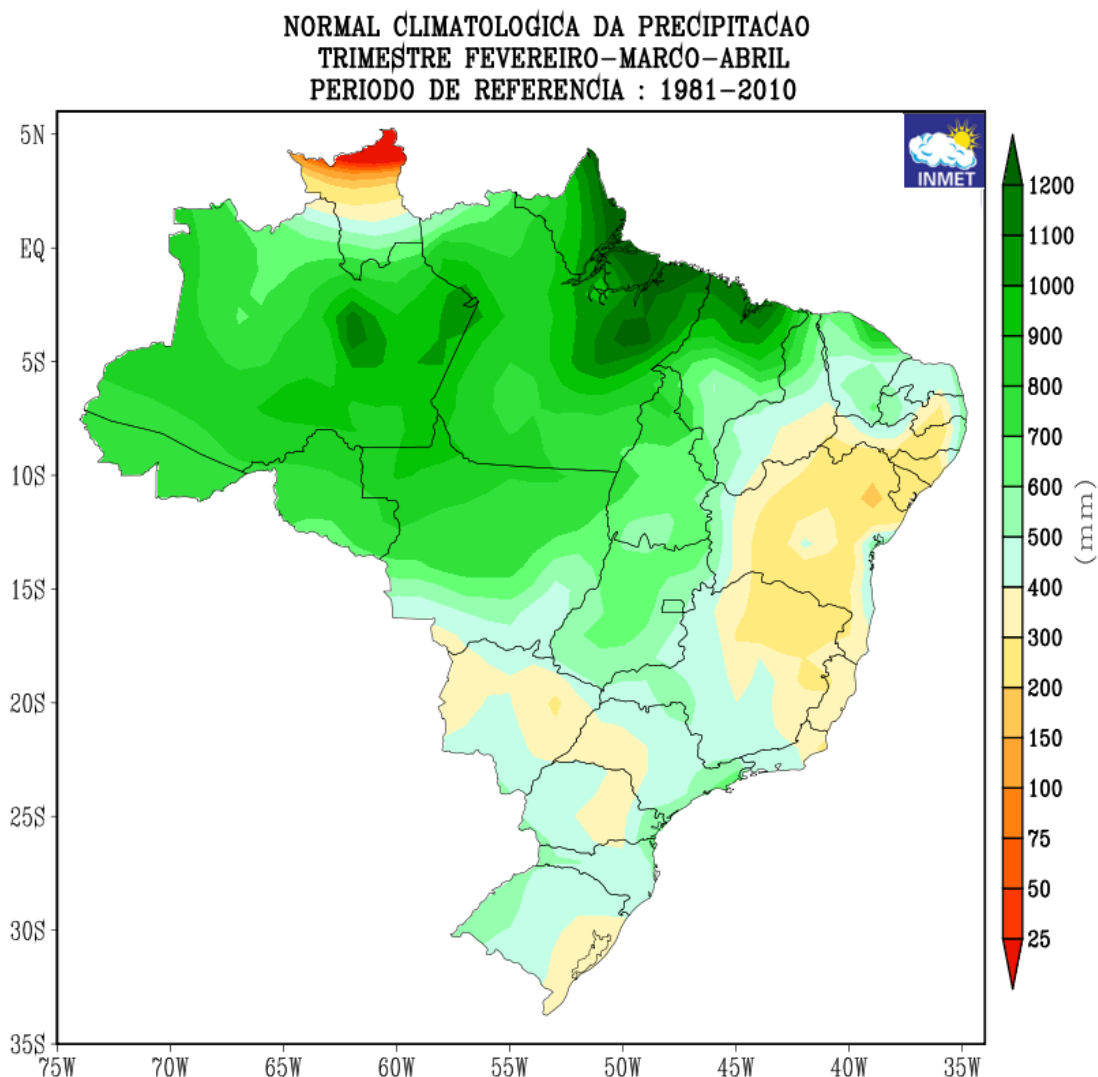 NORMAL CLIMATOLOGICA DA PRECIPITACAO
TRIMESTRE FEVEREIRO-MARCO-ABRIL
PERIODO DE REFERENCIA : 1981-2010
INMET
5N
EQ
5S
10S
15S
20S
25S
30S
35S
75W 70W 65W 60W 55W 50W 45W 40W 35W
1200
1100
1000
900
800
700
600
500
400
300
200
150
100
75
50
25
(mm)